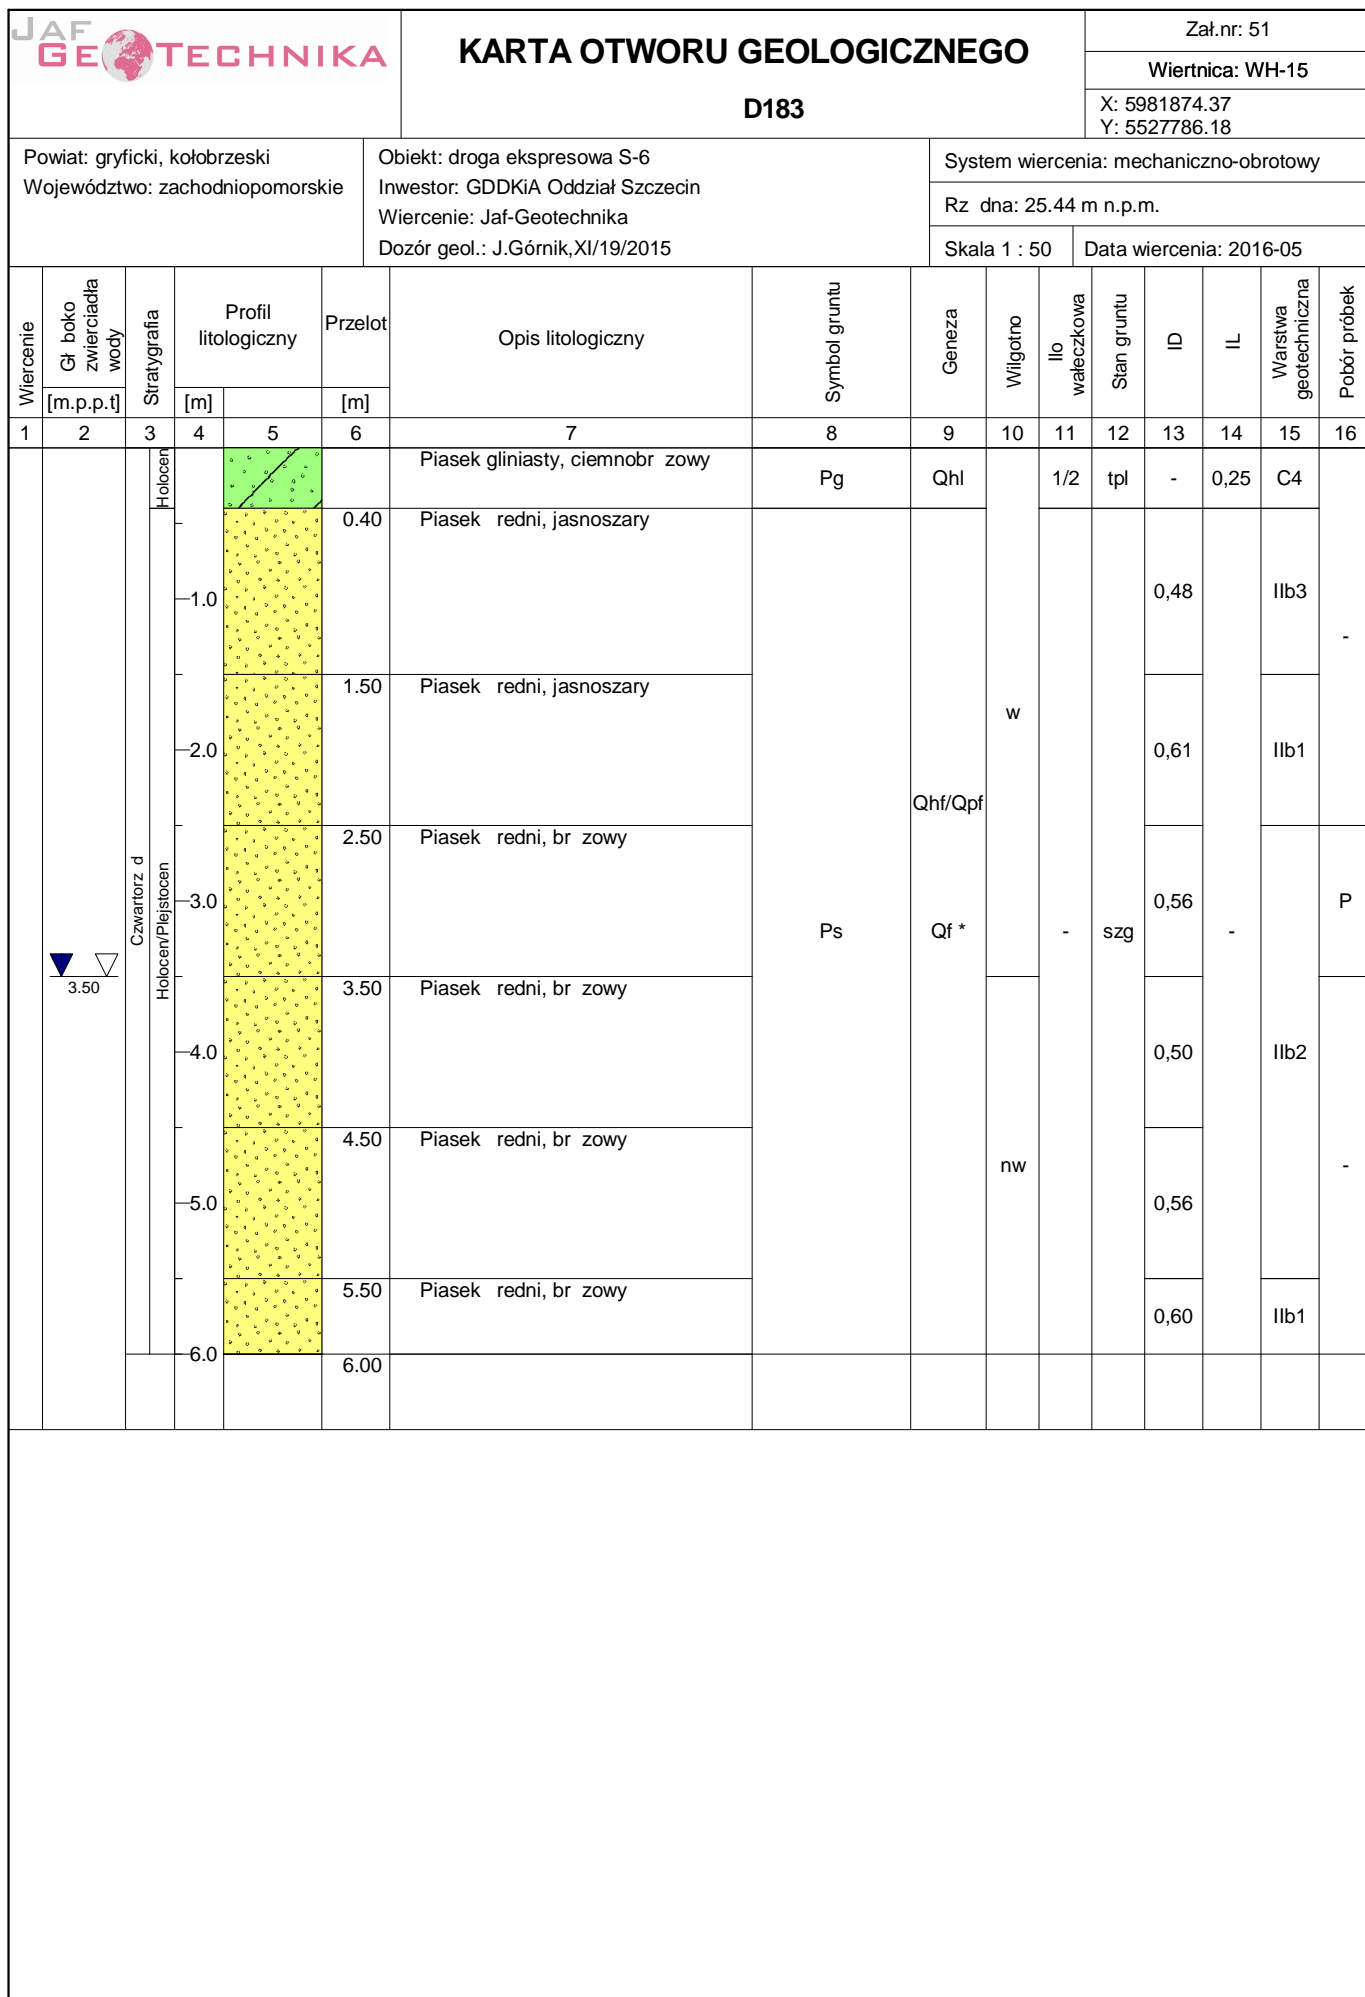 JAF
GEOTECHNIKA
KARTA OTWORU GEOLOGICZNEGO
D183
Zał.nr: 51
Wiertnica: WH-15
X: 5981874.37
Y: 5527786.18
Powiat: gryficki, kołobrzeski
Województwo: zachodniopomorskie
Obiekt: droga ekspresowa S-6
Inwestor: GDDKiA Oddział Szczecin
Wiercenie: Jaf-Geotechnika
Dozór geol.: J.Górnik,XI/19/2015
System wiercenia: mechaniczno-obrotowy
Rz dna: 25.44 m n.p.m.
Skala 1 : 50
Data wiercenia: 2016-05
Wiercenie
Gł boko
zwierciadła
wody
[m.p.p.t]
Stratygrafia
Profil
litologiczny
[m]
Przelot
[m]
Opis litologiczny
Symbol gruntu
Geneza
Wilgotno
Ilo
wałeczkowa
Stan gruntu
ID
IL
Warstwa
geotechniczna
Pobór próbek
1 2 3 4 5 6 7 8 9 10 11 12 13 14 15 16
Holocen
Piasek gliniasty, ciemnobr zowy
Pg Qhl 1/2 tpl - 0,25 C4
0.40 Piasek redni, jasnoszary
1.0
0,48 IIb3
-
1.50 Piasek redni, jasnoszary
w
2.0
0,61 IIb1
Qhf/Qpf
2.50 Piasek redni, br zowy
Czwartorz d
Holocen/Plejstocen
3.0
0,56 P
Ps Qf * - szg -
3.50
3.50 Piasek redni, br zowy
4.0
0,50 IIb2
4.50 Piasek redni, br zowy
nw -
5.0
0,56
5.50 Piasek redni, br zowy
0,60 IIb1
6.0
6.00